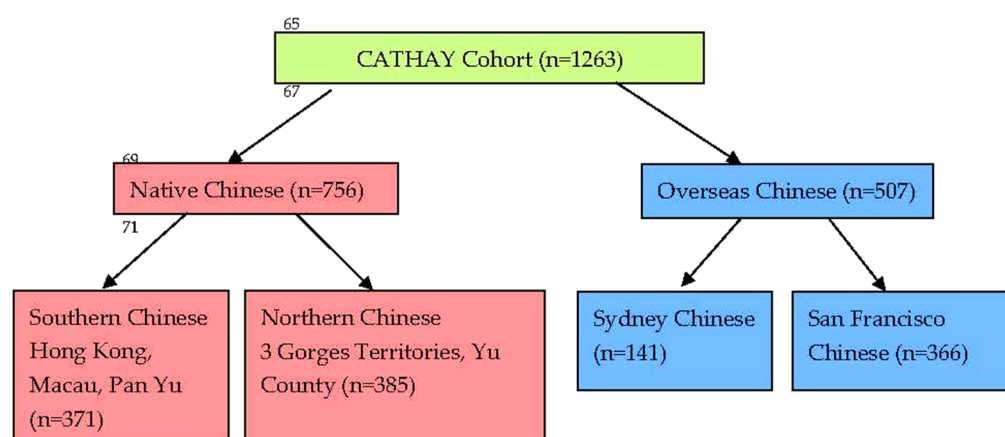 65
CATHAY Cohort (n=1263)
67
69
Native Chinese (n=756)
Overseas Chinese (n=507)
71
Southern Chinese
Hong Kong,
Macau, Pan Yu
(n=371)
Northern Chinese
3 Gorges Territories, Yu
County (n=385)
Sydney Chinese
(n=141)
San Francisco
Chinese (n=366)